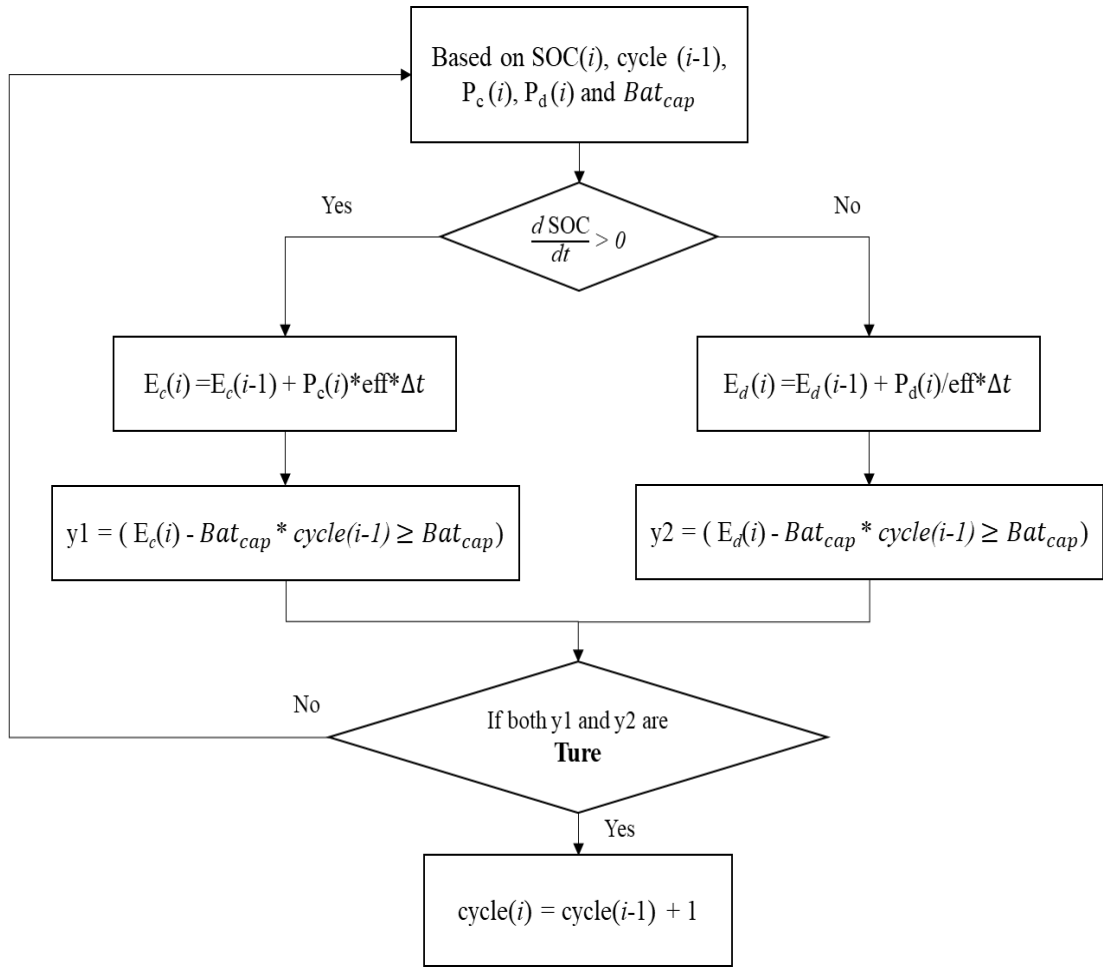 Based on SOC(i), cycle (i-1),
Pc(i), Pd(i) and Batcap
Yes
No
d SOC
dt
> 0
Ec(i) =Ec(i-1) + Pc(i)*eff*Δt
Ed(i) =Ed(i-1) + Pd(i)/eff*Δt
y1 = ( Ec(i) - Batcap * cycle(i-1) ≥ Batcap)
y2 = ( Ed(i) - Batcap * cycle(i-1) ≥ Batcap)
No
If both y1 and y2 are
Ture
Yes
cycle(i) = cycle(i-1) + 1